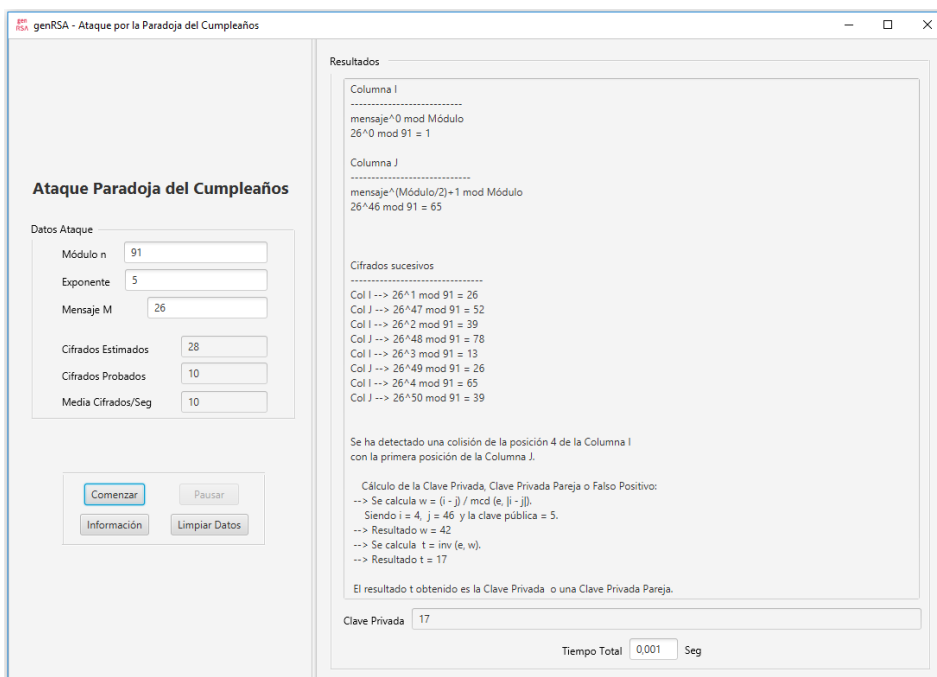 gen RSA genRSA - Ataque por la Paradoja del Cumpleaños
Ataque Paradoja del Cumpleaños
Datos Ataque
Módulo n 91
Exponente 5
Mensaje M 26
Cifrados Estimados 28
Cifrados Probados 10
Media Cifrados/Seg 10
Comenzar Pausar
Información Limpiar Datos
Resultados
Columna I
---------------------------
mensaje^0 mod Módulo
26^0 mod 91 = 1
Columna J
-----------------------------
mensaje^(Módulo/2)+1 mod Módulo
26^46 mod 91 = 65
Cifrados sucesivos
--------------------------------
Col I --> 26^1 mod 91 = 26
Col J --> 26^47 mod 91 = 52
Col I --> 26^2 mod 91 = 39
Col J --> 26^48 mod 91 = 78
Col I --> 26^3 mod 91 = 13
Col J --> 26^49 mod 91 = 26
Col I --> 26^4 mod 91 = 65
Col J --> 26^50 mod 91 = 39
Se ha detectado una colisión de la posición 4 de la Columna I
con la primera posición de la Columna J.
Cálculo de la Clave Privada, Clave Privada Pareja o Falso Positivo:
--> Se calcula w = (i - j) / mcd (e, |i - j|).
Siendo i = 4, j = 46 y la clave pública = 5.
--> Resultado w = 42
--> Se calcula t = inv (e, w).
--> Resultado t = 17
El resultado t obtenido es la Clave Privada o una Clave Privada Pareja.
Clave Privada 17
Tiempo Total 0,001 Seg